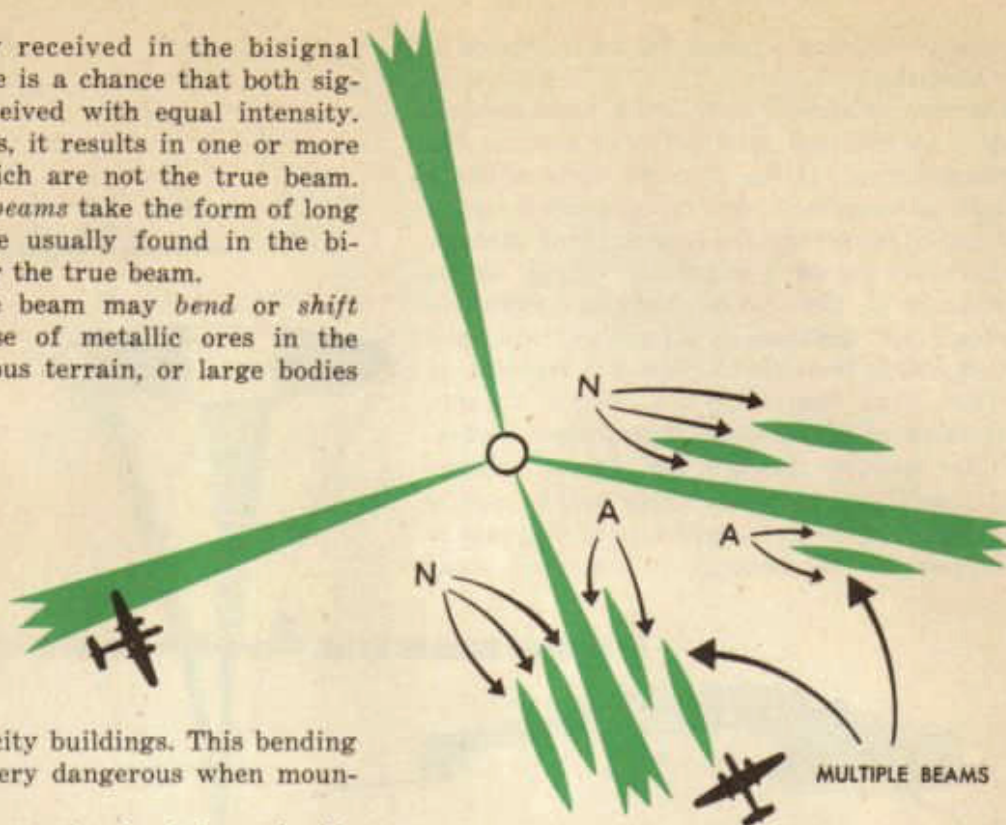 received in the bisignal
e is a chance that both sig-
eived with equal intensity.
s, it results in one or more
ich are not the true beam.
beams take the form of long
e usually found in the bi-
the true beam.
e beam may bend or shift
se of metallic ores in the
ous terrain, or large bodies
city buildings. This bending
ery dangerous when moun-
N
A
A
N
MULTIPLE BEAMS